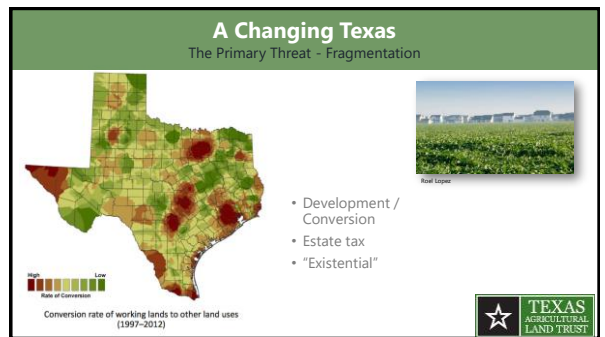 A Changing Texas
The Primary Threat - Fragmentation
Roel Lopez
• Development /
Conversion
• Estate tax
• “Existential”
High
Low
Rate of Conversion
Conversion rate of working lands to other land uses
(1997–2012)
TEXAS
AGRICULTURAL
LAND TRUST